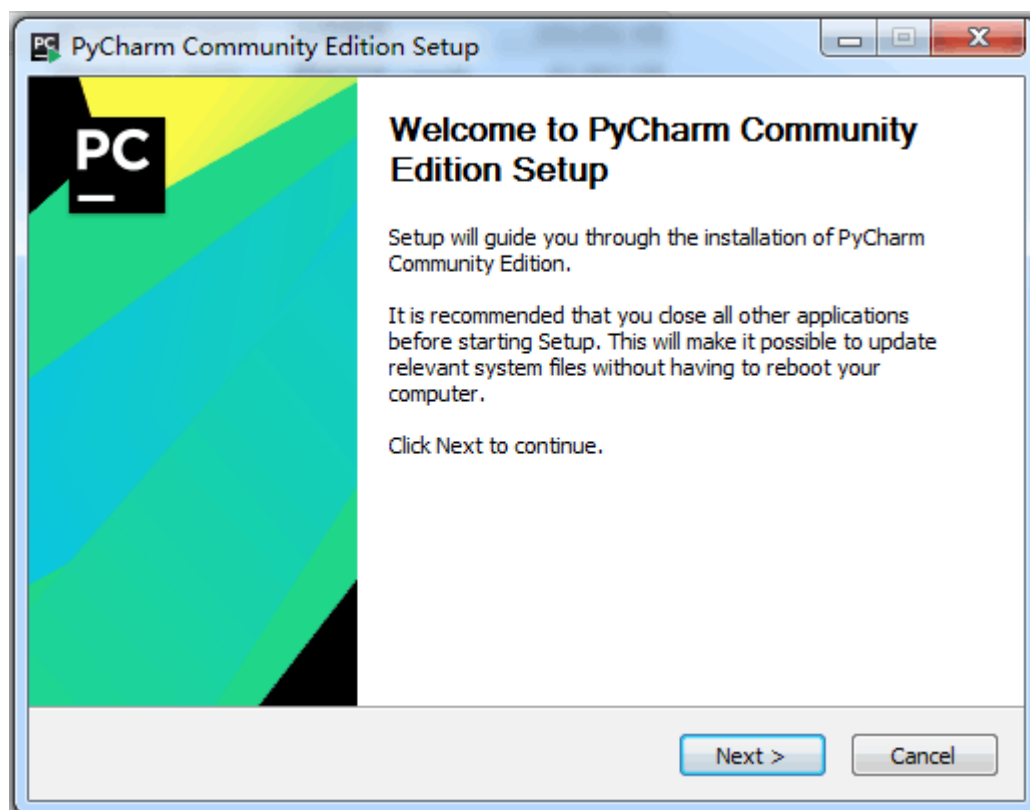 PyCharm Community Edition Setup
PC
Welcome to PyCharm Community
Edition Setup
Setup will guide you through the installation of PyCharm
Community Edition.
It is recommended that you close all other applications
before starting Setup. This will make it possible to update
relevant system files without having to reboot your
computer.
Click Next to continue.
Next >
Cancel